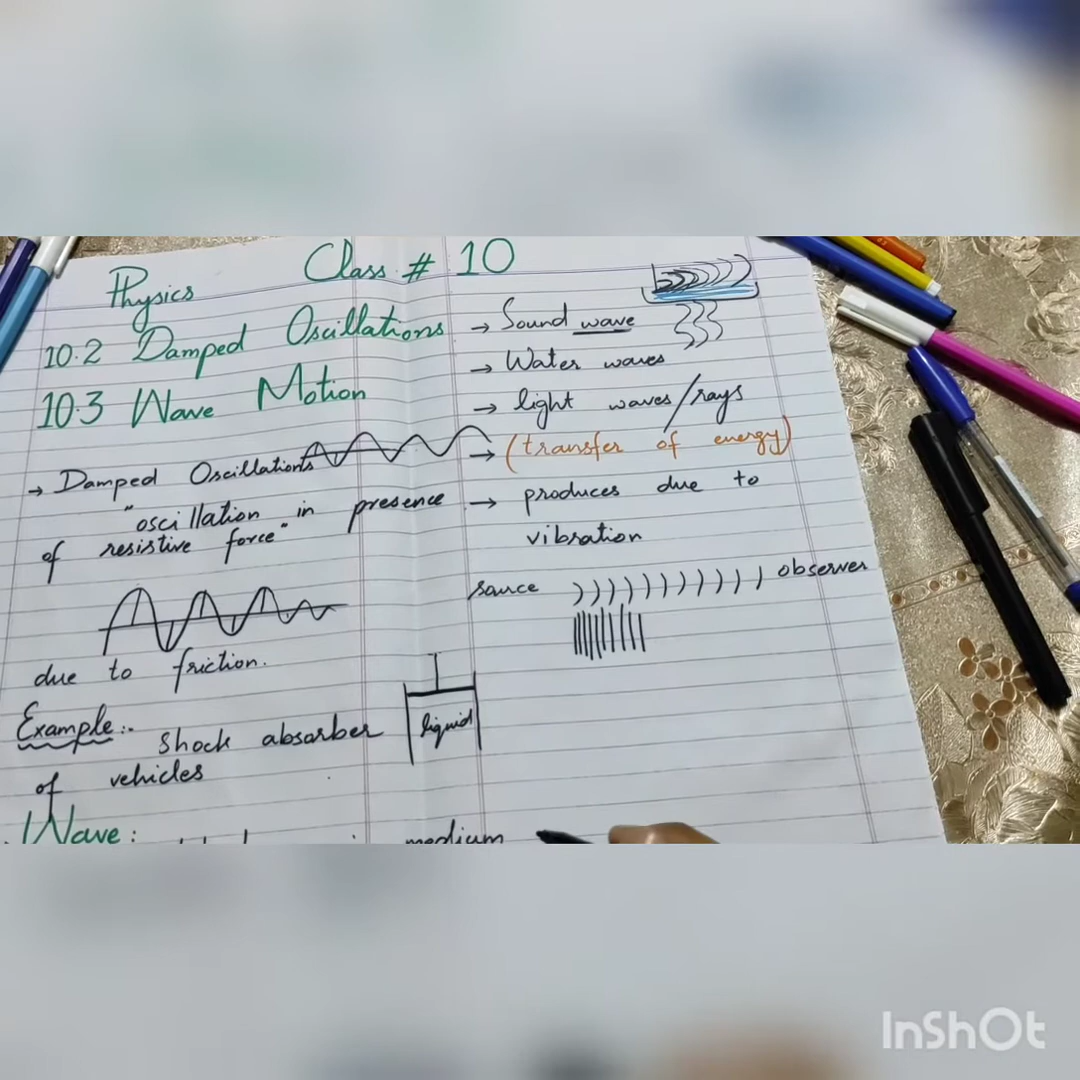 Physics
Class # 10
10.2 Damped Oscillations
10.3 Wave Motion
→ Damped Oscillations
"oscillation in presence
of resistive force"
due to friction.
Example:-
Shock absorber
of vehicles
liquid
Wave:
medium
→ Sound wave
→ Water waves
→ light waves/rays
→ (transfer of energy)
→ produces due to
vibration
source
observer
InShOt